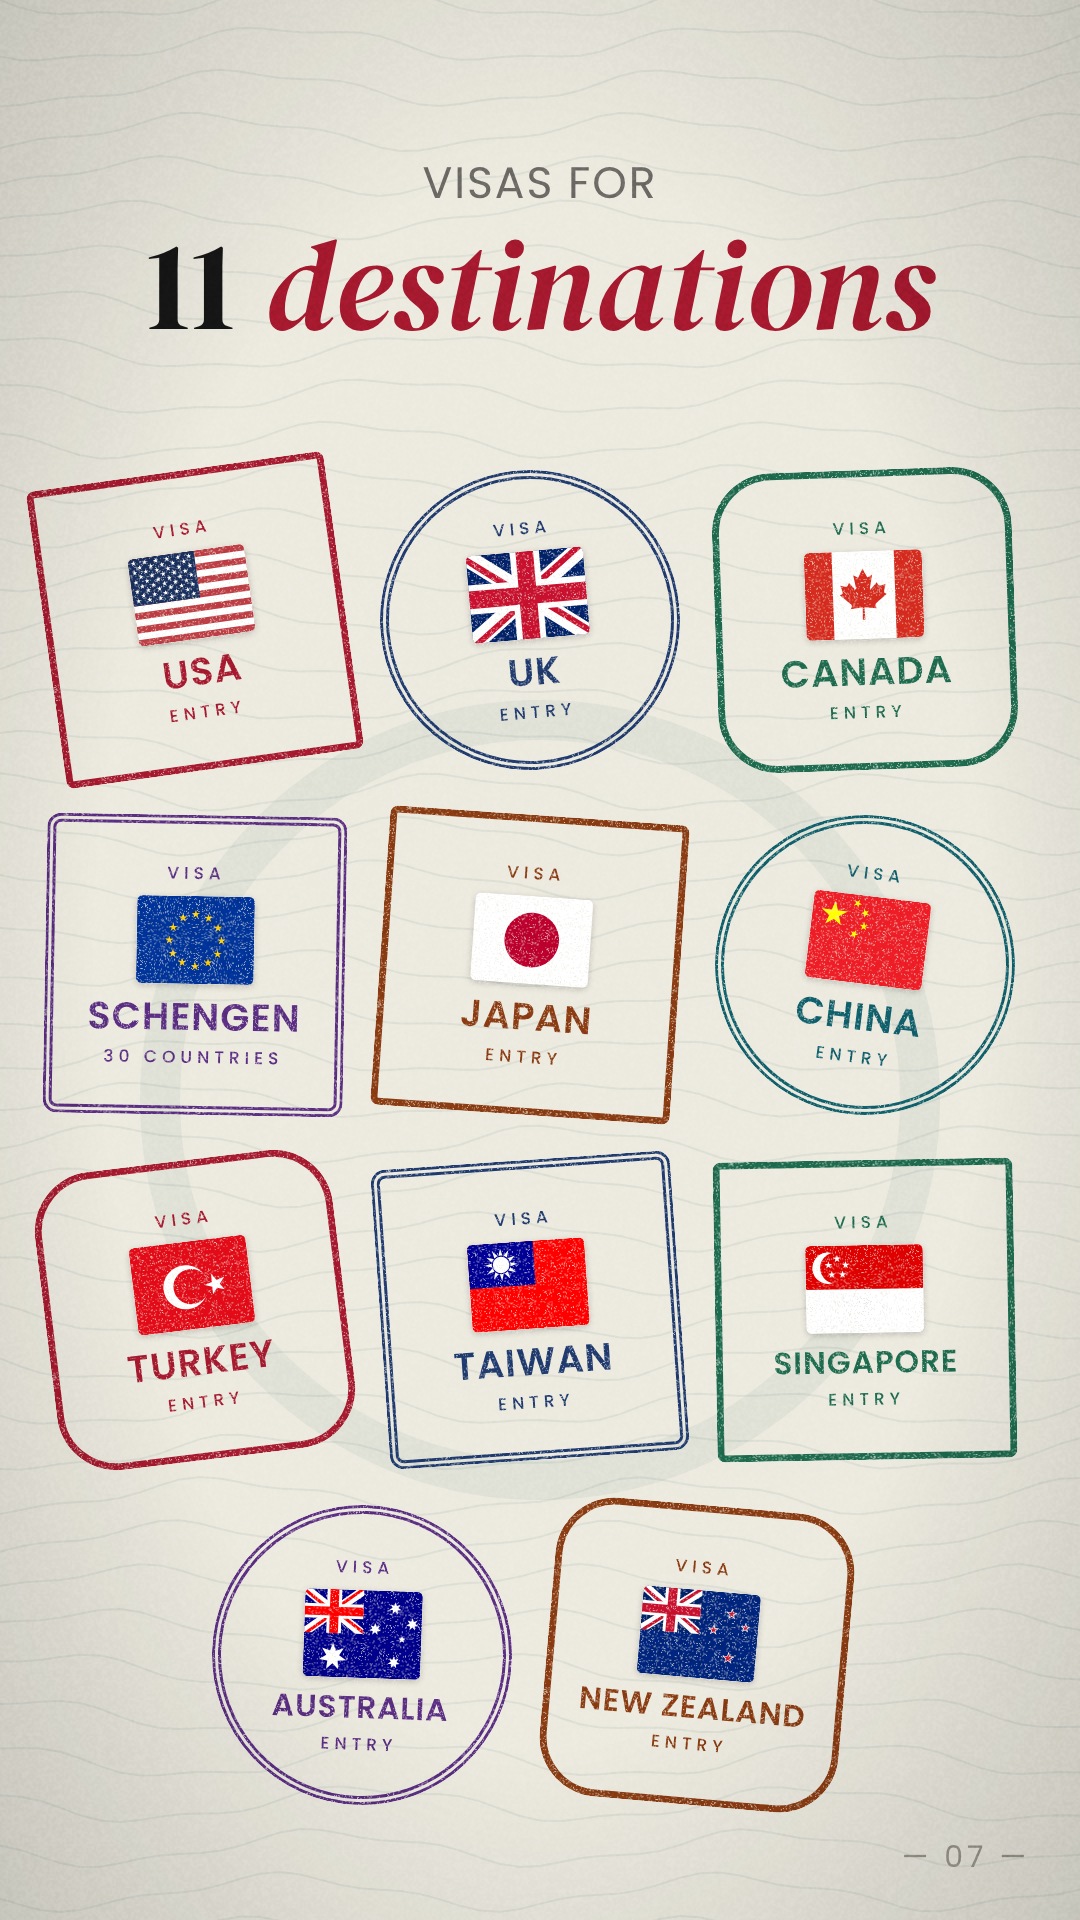 VISAS FOR
11 destinations
VISA
USA
ENTRY
VISA
UK
ENTRY
VISA
CANADA
ENTRY
VISA
SCHENGEN
30 COUNTRIES
VISA
JAPAN
ENTRY
VISA
CHINA
ENTRY
VISA
TURKEY
ENTRY
VISA
TAIWAN
ENTRY
VISA
SINGAPORE
ENTRY
VISA
AUSTRALIA
ENTRY
VISA
NEW ZEALAND
ENTRY
— 07 —